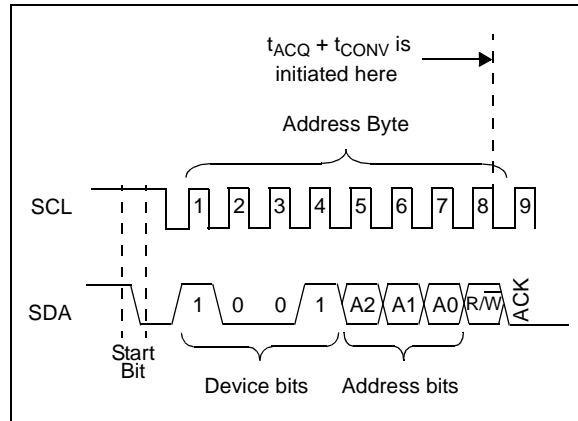 tACQ + tCONV is
initiated here
Address Byte
SCL 1 2 3 4 5 6 7 8 9
SDA 1 0 0 1 A2 A1 A0 R/W̅ ACK
Start
Bit
Device bits Address bits